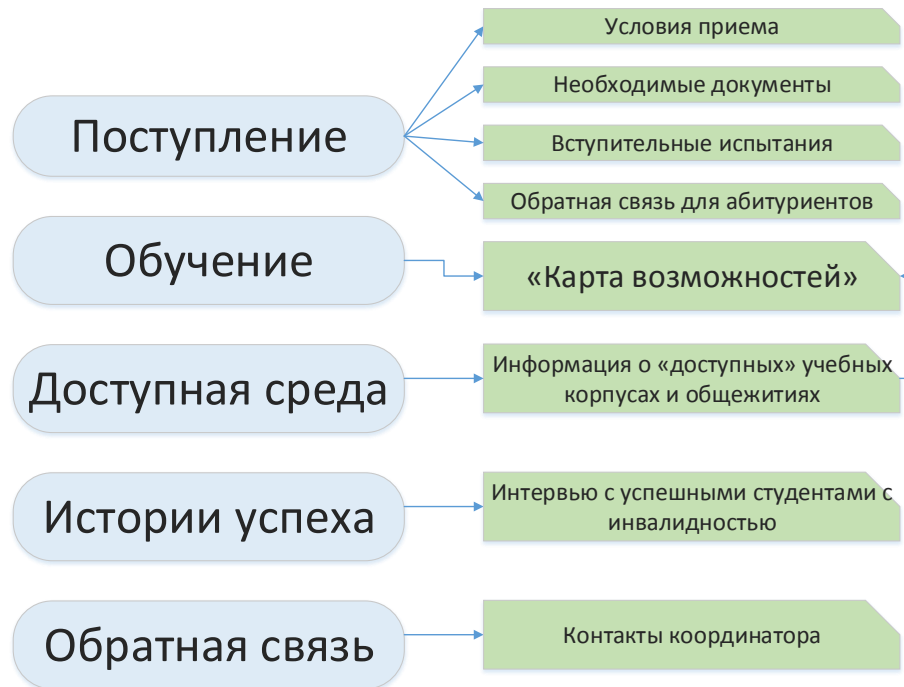 Поступление
Условия приема
Необходимые документы
Вступительные испытания
Обратная связь для абитуриентов
Обучение
«Карта возможностей»
Доступная среда
Информация о «доступных» учебных
корпусах и общежитиях
Истории успеха
Интервью с успешными студентами с
инвалидностью
Обратная связь
Контакты координатора